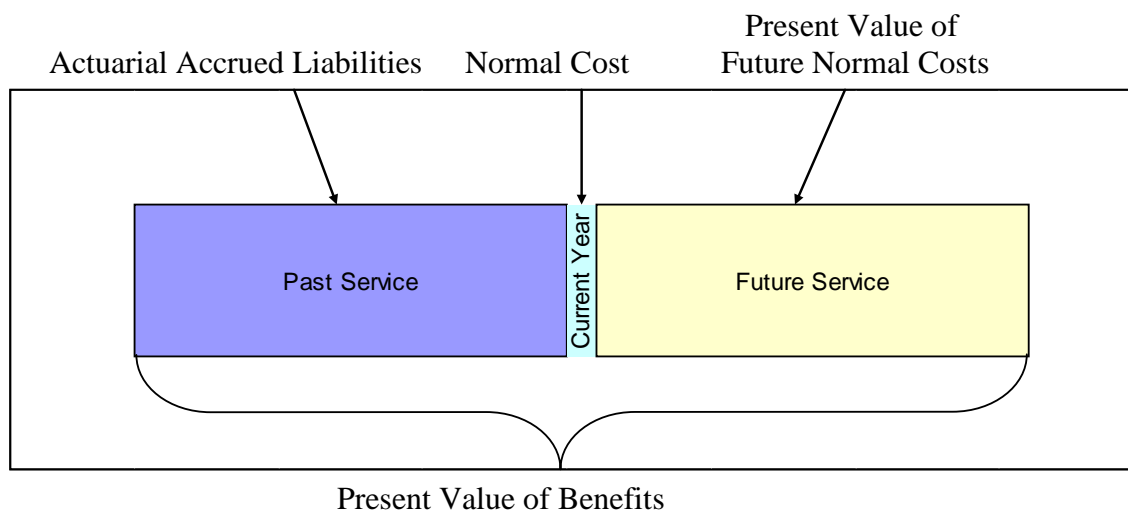 Present Value of
Actuarial Accrued Liabilities
Normal Cost
Future Normal Costs
Past Service
Current Year
Future Service
Present Value of Benefits